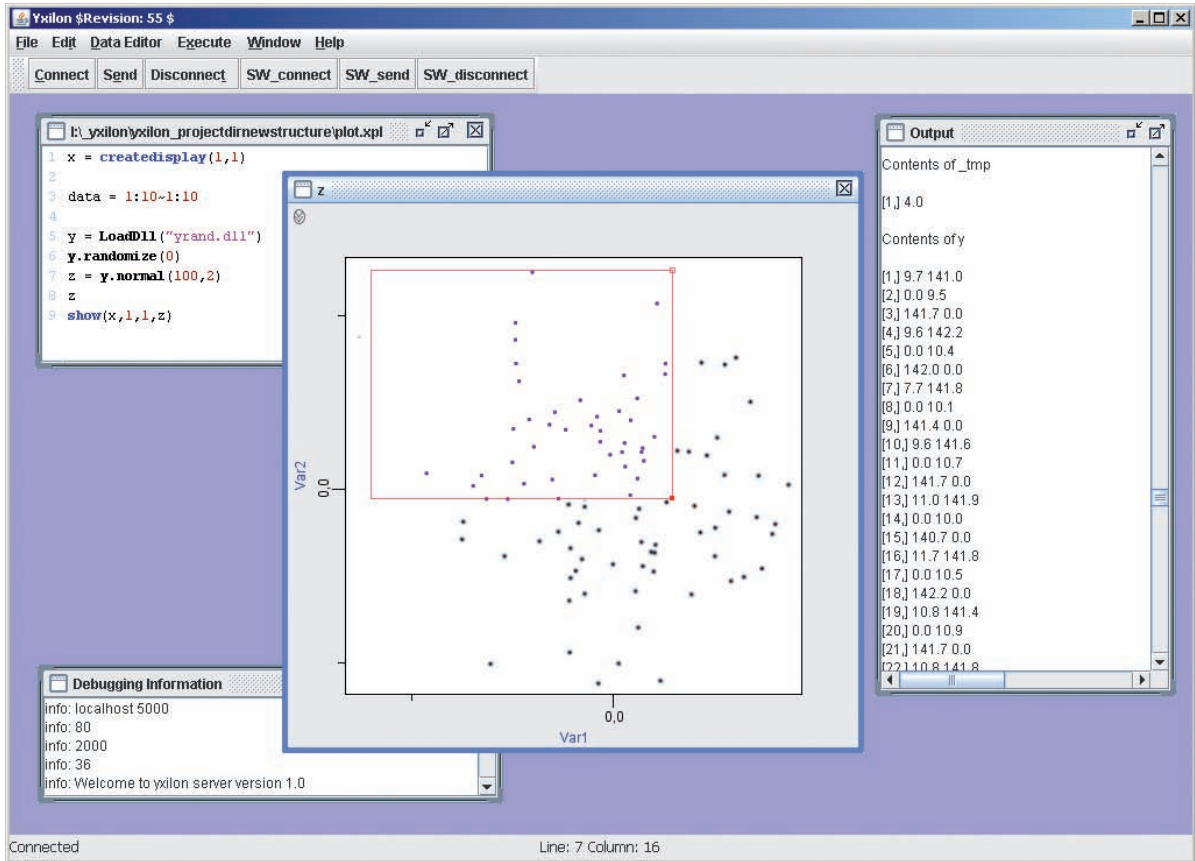 Yxilon $Revision: 55 $
File Edit Data Editor Execute Window Help
Connect Send Disconnect SW_connect SW_send SW_disconnect
I:\_yxilon\yxilon_projectdirnewstructure\plot.xpl
1 x = createdisplay(1,1)
2
3 data = 1:10~1:10
4
5 y = LoadDll("yrand.dll")
6 y.randomize(0)
7 z = y.normal(100,2)
8 z
9 show(x,1,1,z)
z
Var2
0,0
0,0
Var1
Output
Contents of _tmp
[1,] 4.0
Contents of y
[1,] 9.7 141.0
[2,] 0.0 9.5
[3,] 141.7 0.0
[4,] 9.6 142.2
[5,] 0.0 10.4
[6,] 142.0 0.0
[7,] 7.7 141.8
[8,] 0.0 10.1
[9,] 141.4 0.0
[10,] 9.6 141.6
[11,] 0.0 10.7
[12,] 141.7 0.0
[13,] 11.0 141.9
[14,] 0.0 10.0
[15,] 140.7 0.0
[16,] 11.7 141.8
[17,] 0.0 10.5
[18,] 142.2 0.0
[19,] 10.8 141.4
[20,] 0.0 10.9
[21,] 141.7 0.0
[22,] 10.8 141.8
Debugging Information
info: localhost 5000
info: 80
info: 2000
info: 36
info: Welcome to yxilon server version 1.0
Connected
Line: 7 Column: 16